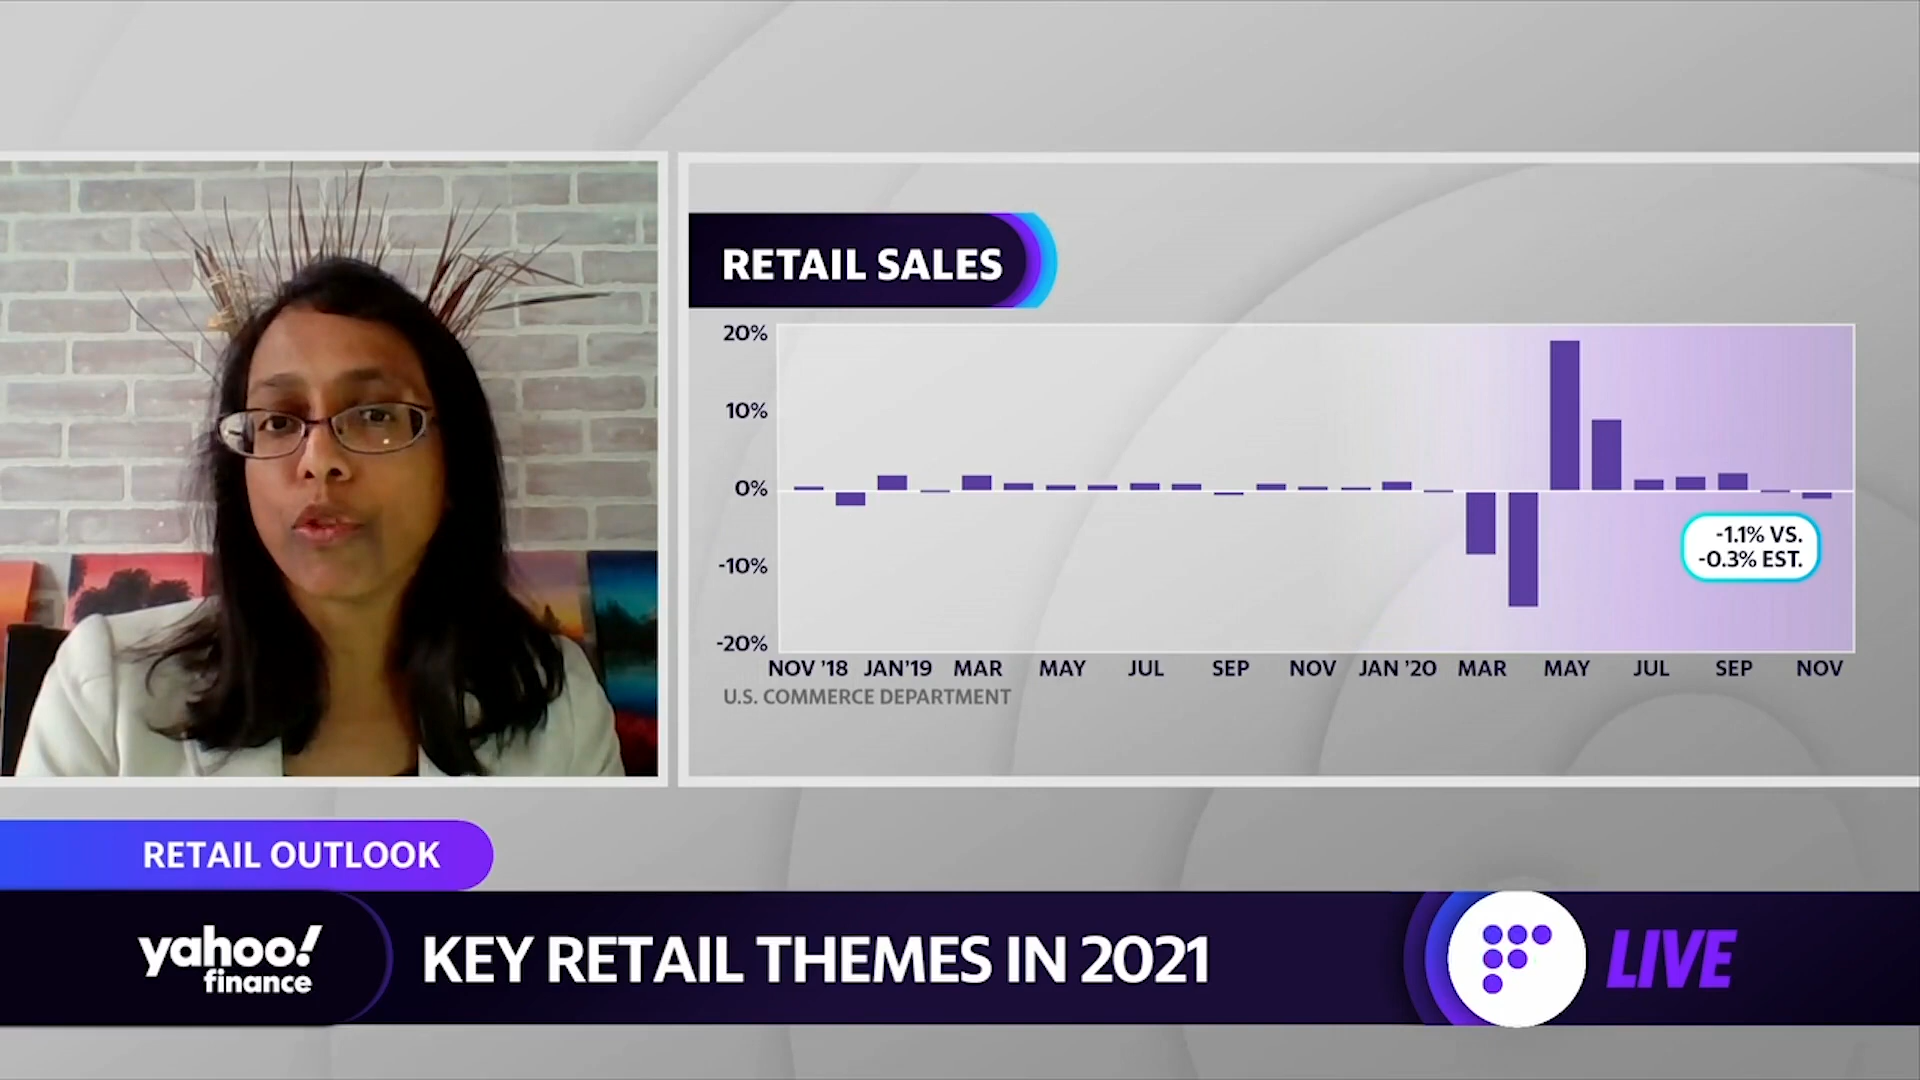 RETAIL SALES
20%
10%
0%
-10%
-20%
-1.1% VS.
-0.3% EST.
NOV ’18 JAN’19 MAR MAY JUL SEP NOV JAN ’20 MAR MAY JUL SEP NOV
U.S. COMMERCE DEPARTMENT
RETAIL OUTLOOK
yahoo!
finance
KEY RETAIL THEMES IN 2021
LIVE